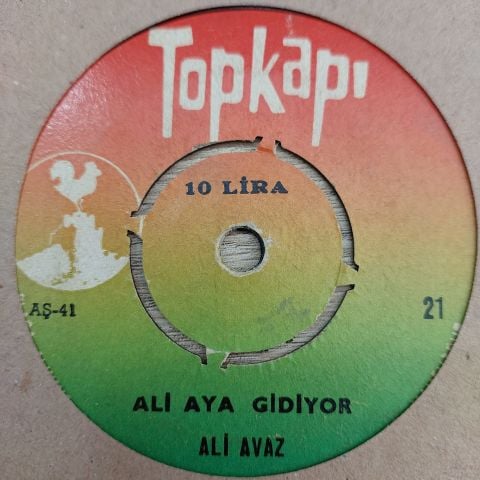 Topkapı
10 LİRA
AŞ-41
21
ALİ AYA GİDİYOR
ALİ AVAZ